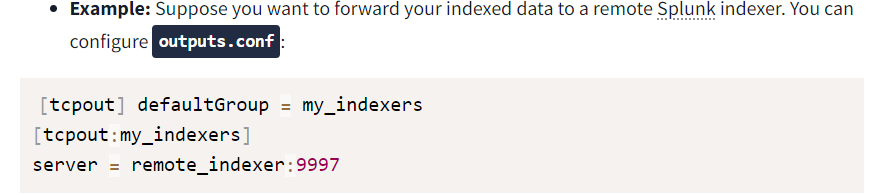 • Example: Suppose you want to forward your indexed data to a remote Splunk indexer. You can
configure outputs.conf :
[tcpout] defaultGroup = my_indexers
[tcpout:my_indexers]
server = remote_indexer:9997